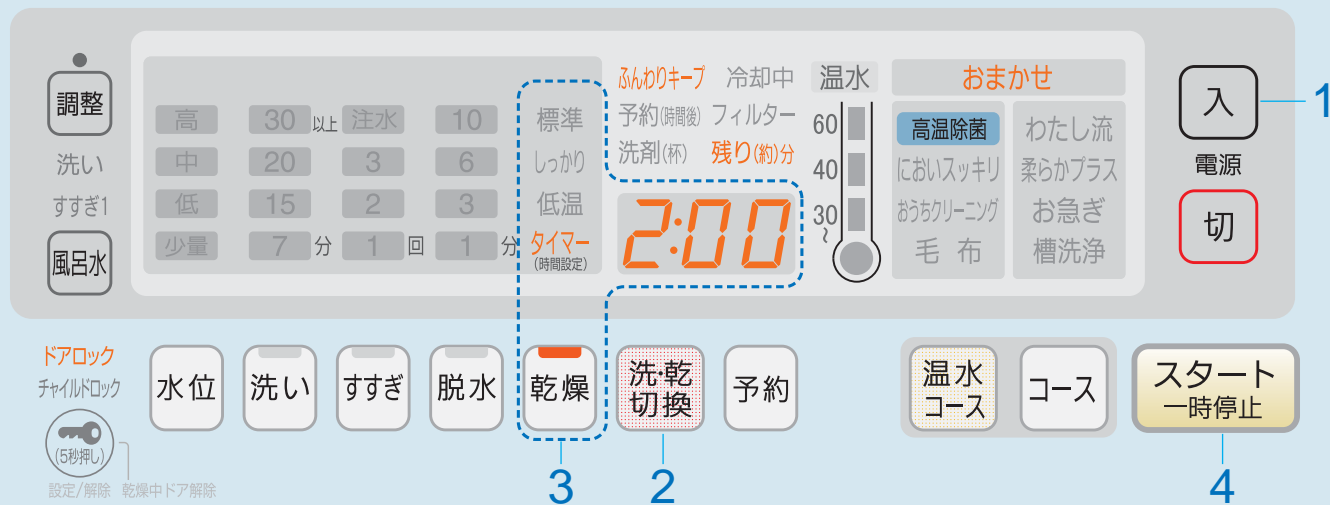 調整
洗い
すすぎ1
風呂水
高 30 以上 注水 10 標準
中 20 3 6 しっかり
低 15 2 3 低温
少量 7 分 1 回 1 分 タイマー
(時間設定)
ふんわりキープ 冷却中
予約(時間後) フィルター
洗剤(杯) 残り(約)分
2:00
温水
60
40
30
~
おまかせ
高温除菌 わたし流
においスッキリ 柔らかプラス
おうちクリーニング お急ぎ
毛布 槽洗浄
入 1
電源
切
ドアロック
チャイルドロック
(5秒押し)
設定/解除 乾燥中ドア解除
水位
洗い
すすぎ
脱水
乾燥
洗・乾
切換
予約
温水
コース
コース
スタート
一時停止
3 2 4